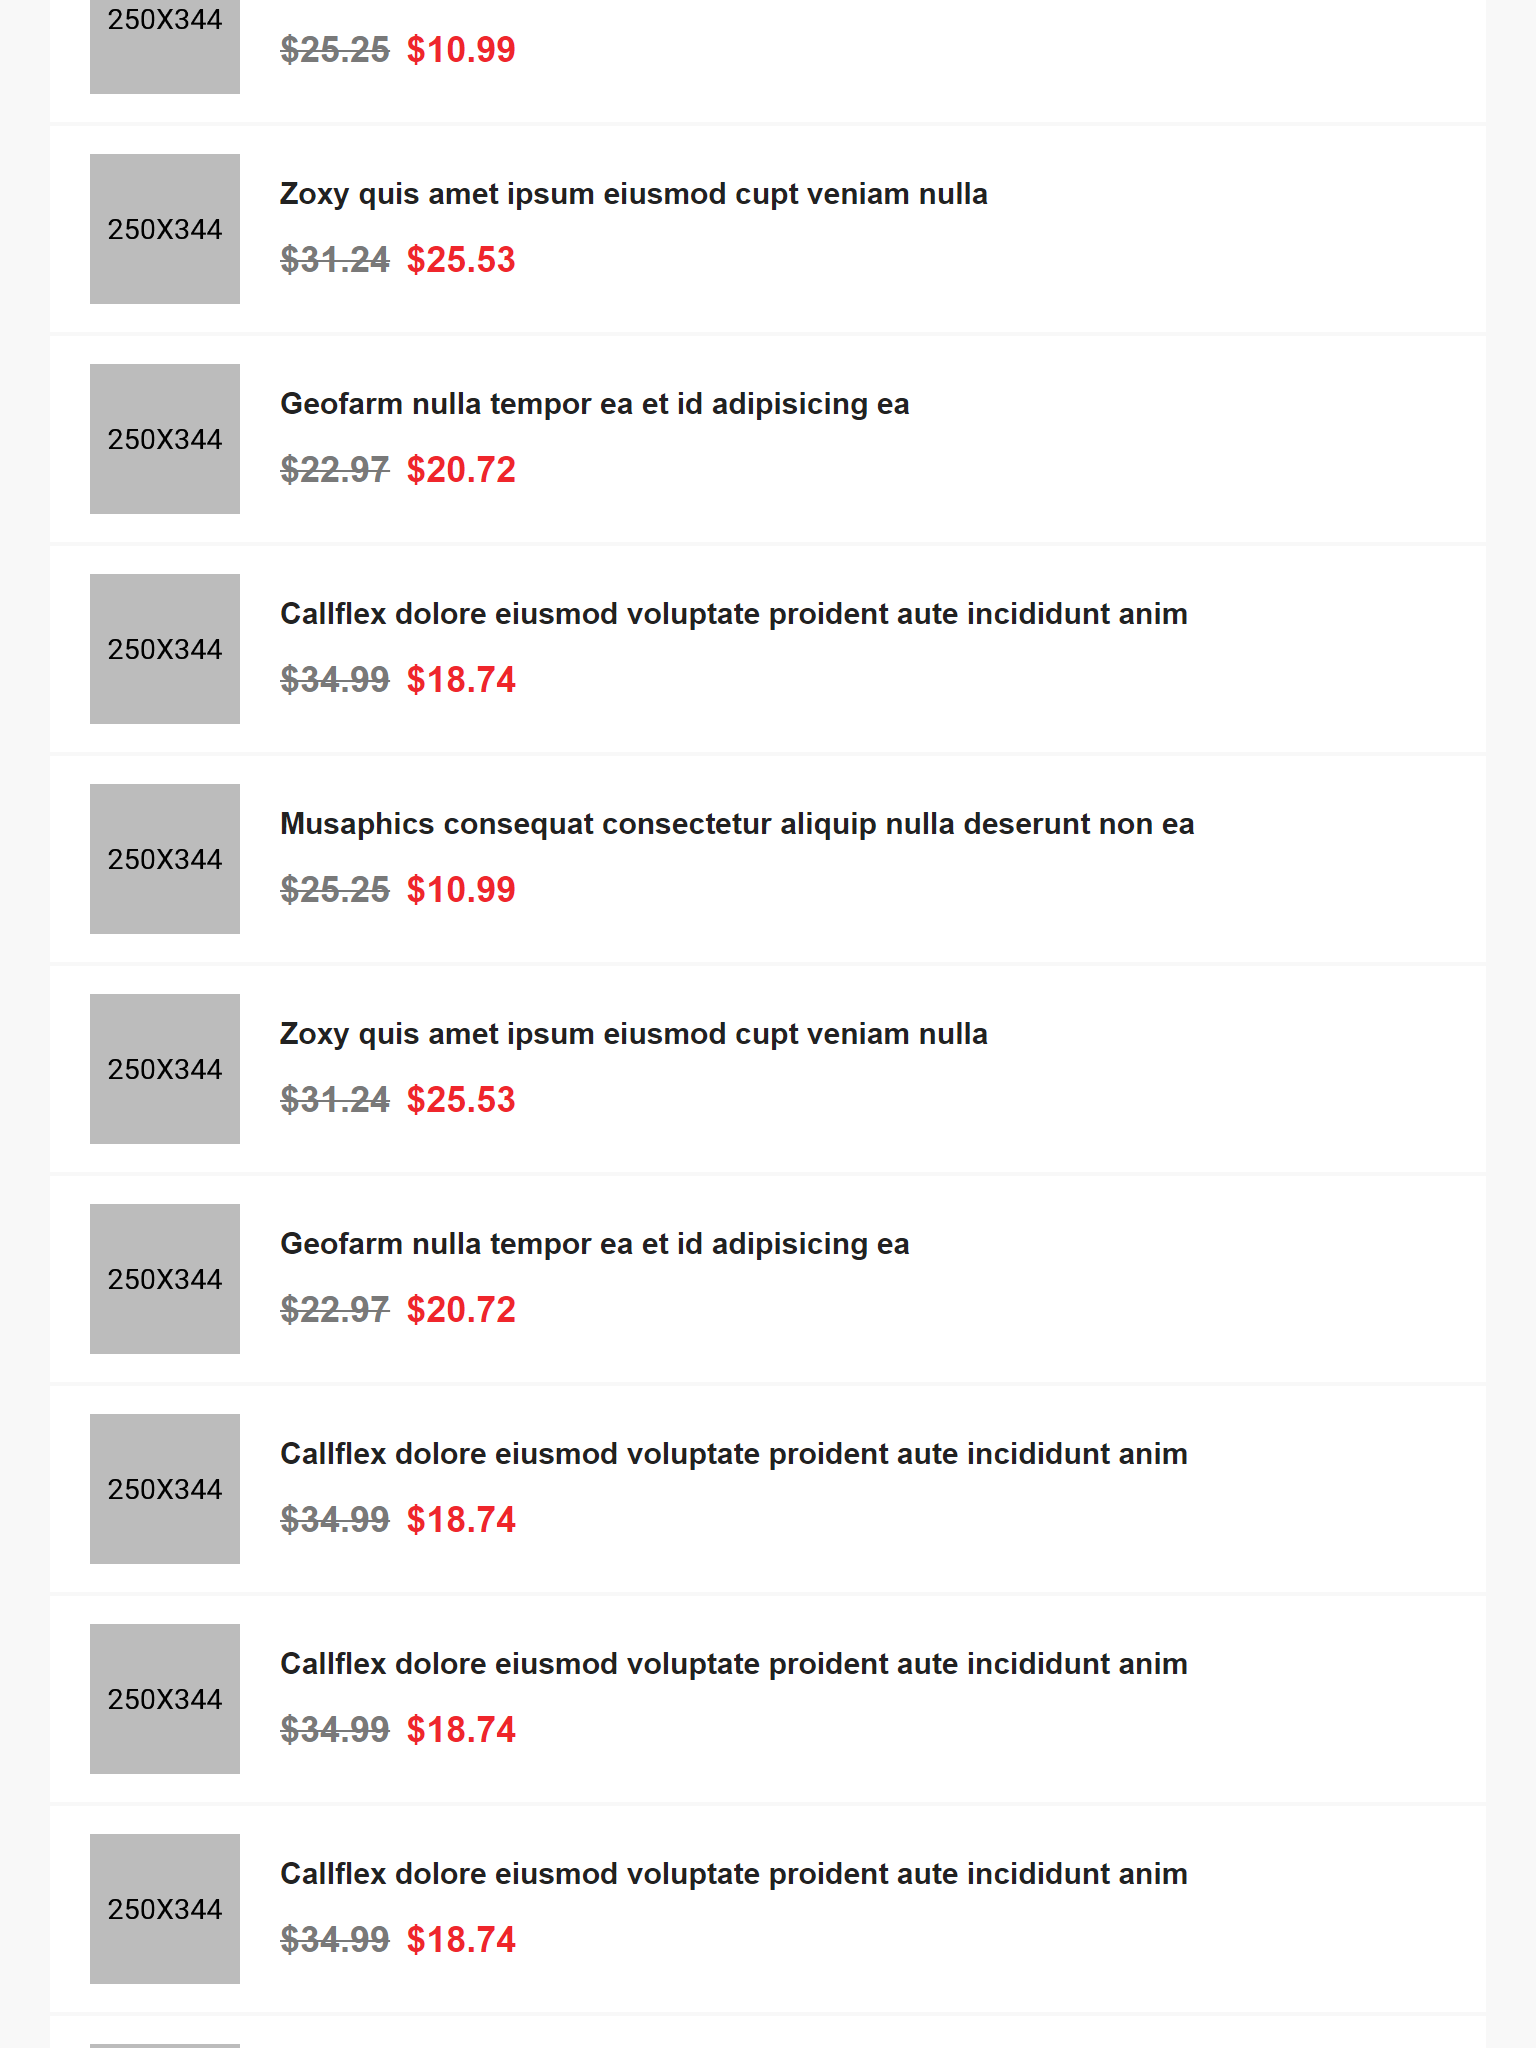 250X344
$25.25 $10.99
Zoxy quis amet ipsum eiusmod cupt veniam nulla
250X344
$31.24 $25.53
Geofarm nulla tempor ea et id adipisicing ea
250X344
$22.97 $20.72
Callflex dolore eiusmod voluptate proident aute incididunt anim
250X344
$34.99 $18.74
Musaphics consequat consectetur aliquip nulla deserunt non ea
250X344
$25.25 $10.99
Zoxy quis amet ipsum eiusmod cupt veniam nulla
250X344
$31.24 $25.53
Geofarm nulla tempor ea et id adipisicing ea
250X344
$22.97 $20.72
Callflex dolore eiusmod voluptate proident aute incididunt anim
250X344
$34.99 $18.74
Callflex dolore eiusmod voluptate proident aute incididunt anim
250X344
$34.99 $18.74
Callflex dolore eiusmod voluptate proident aute incididunt anim
250X344
$34.99 $18.74